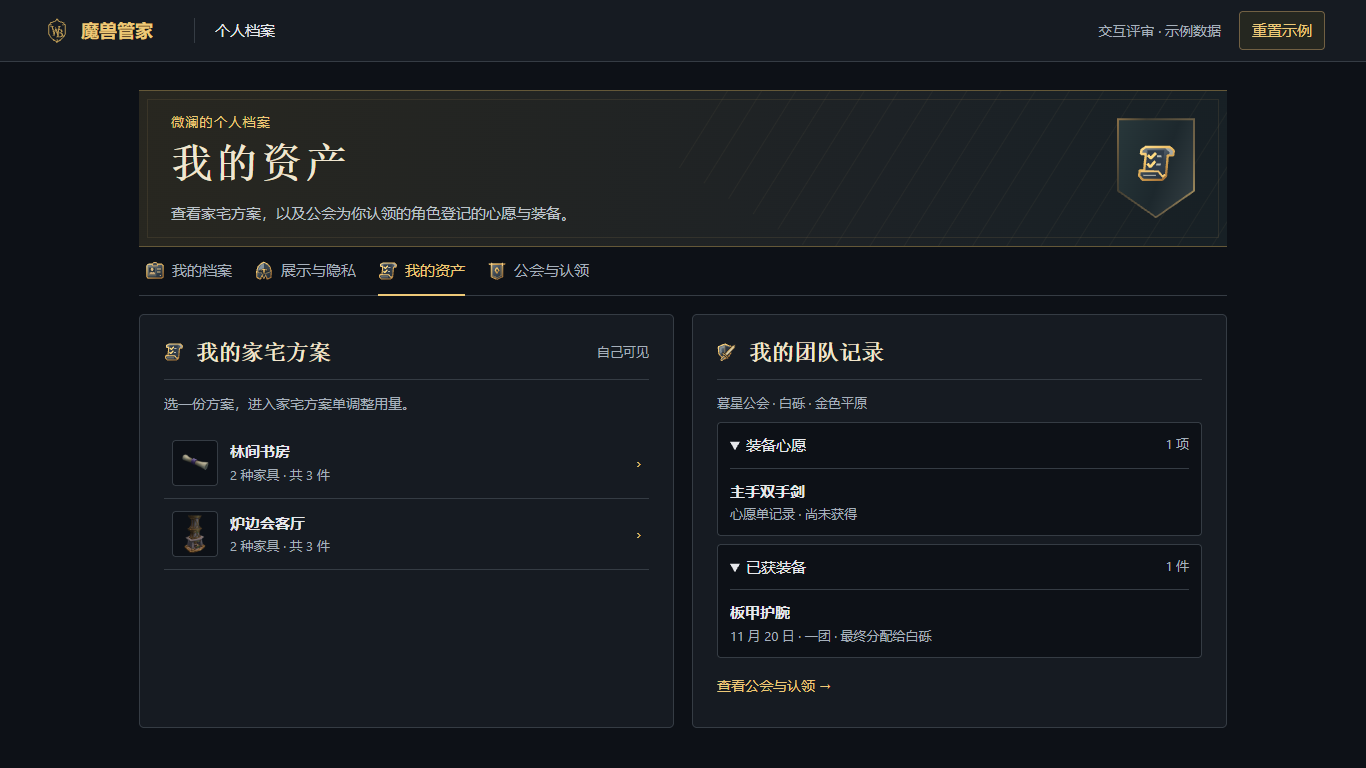 魔兽管家
个人档案
交互评审 · 示例数据
重置示例
微澜的个人档案
我的资产
查看家宅方案，以及公会为你认领的角色登记的心愿与装备。
我的档案
展示与隐私
我的资产
公会与认领
我的家宅方案
自己可见
选一份方案，进入家宅方案单调整用量。
林间书房
2 种家具 · 共 3 件
›
炉边会客厅
2 种家具 · 共 3 件
›
我的团队记录
暮星公会 · 白砾 · 金色平原
▼ 装备心愿
1 项
主手双手剑
心愿单记录 · 尚未获得
▼ 已获装备
1 件
板甲护腕
11 月 20 日 · 一团 · 最终分配给白砾
查看公会与认领 →